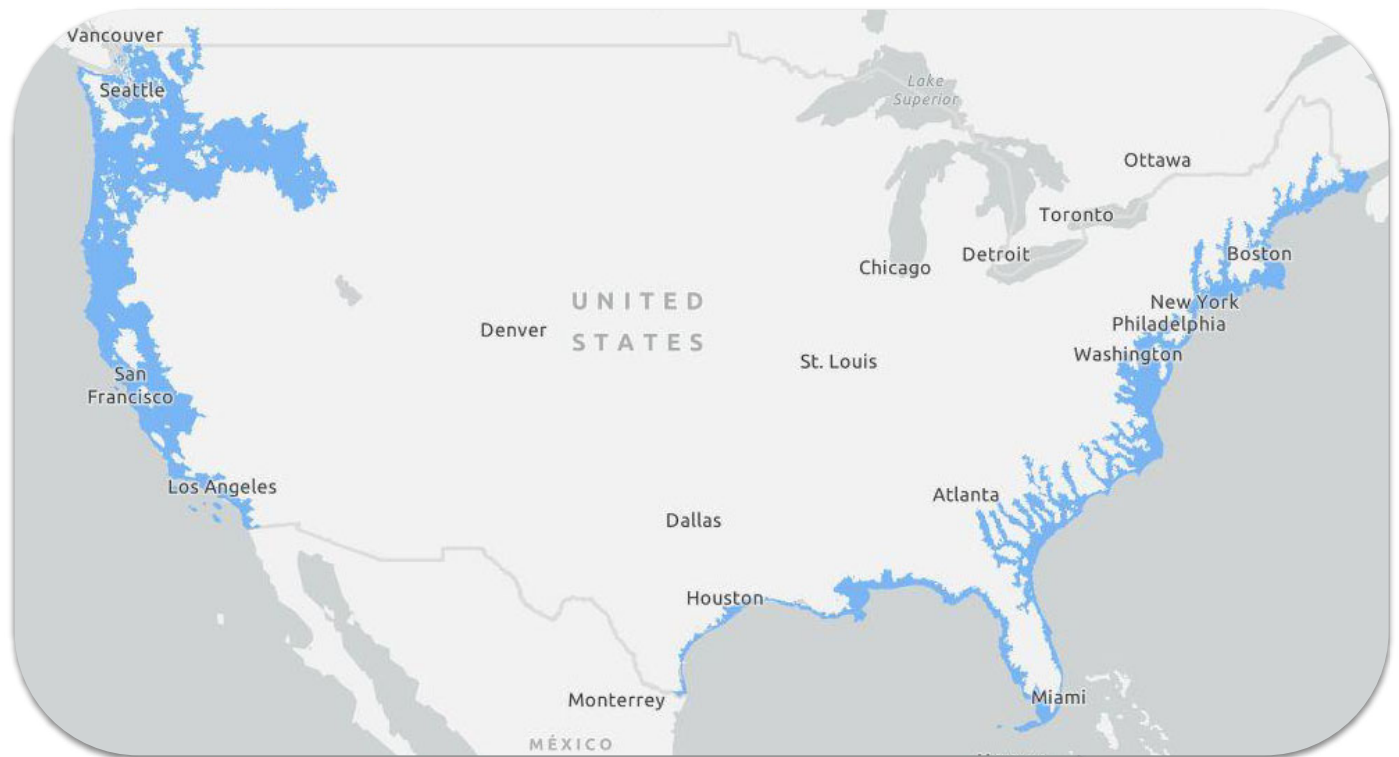 Vancouver
Seattle
Lake
Superior
Ottawa
Toronto
Detroit
Chicago
Boston
New York
Philadelphia
Washington
UNITED
STATES
Denver
St. Louis
San
Francisco
Los Angeles
Atlanta
Dallas
Houston
Miami
Monterrey
MÉXICO